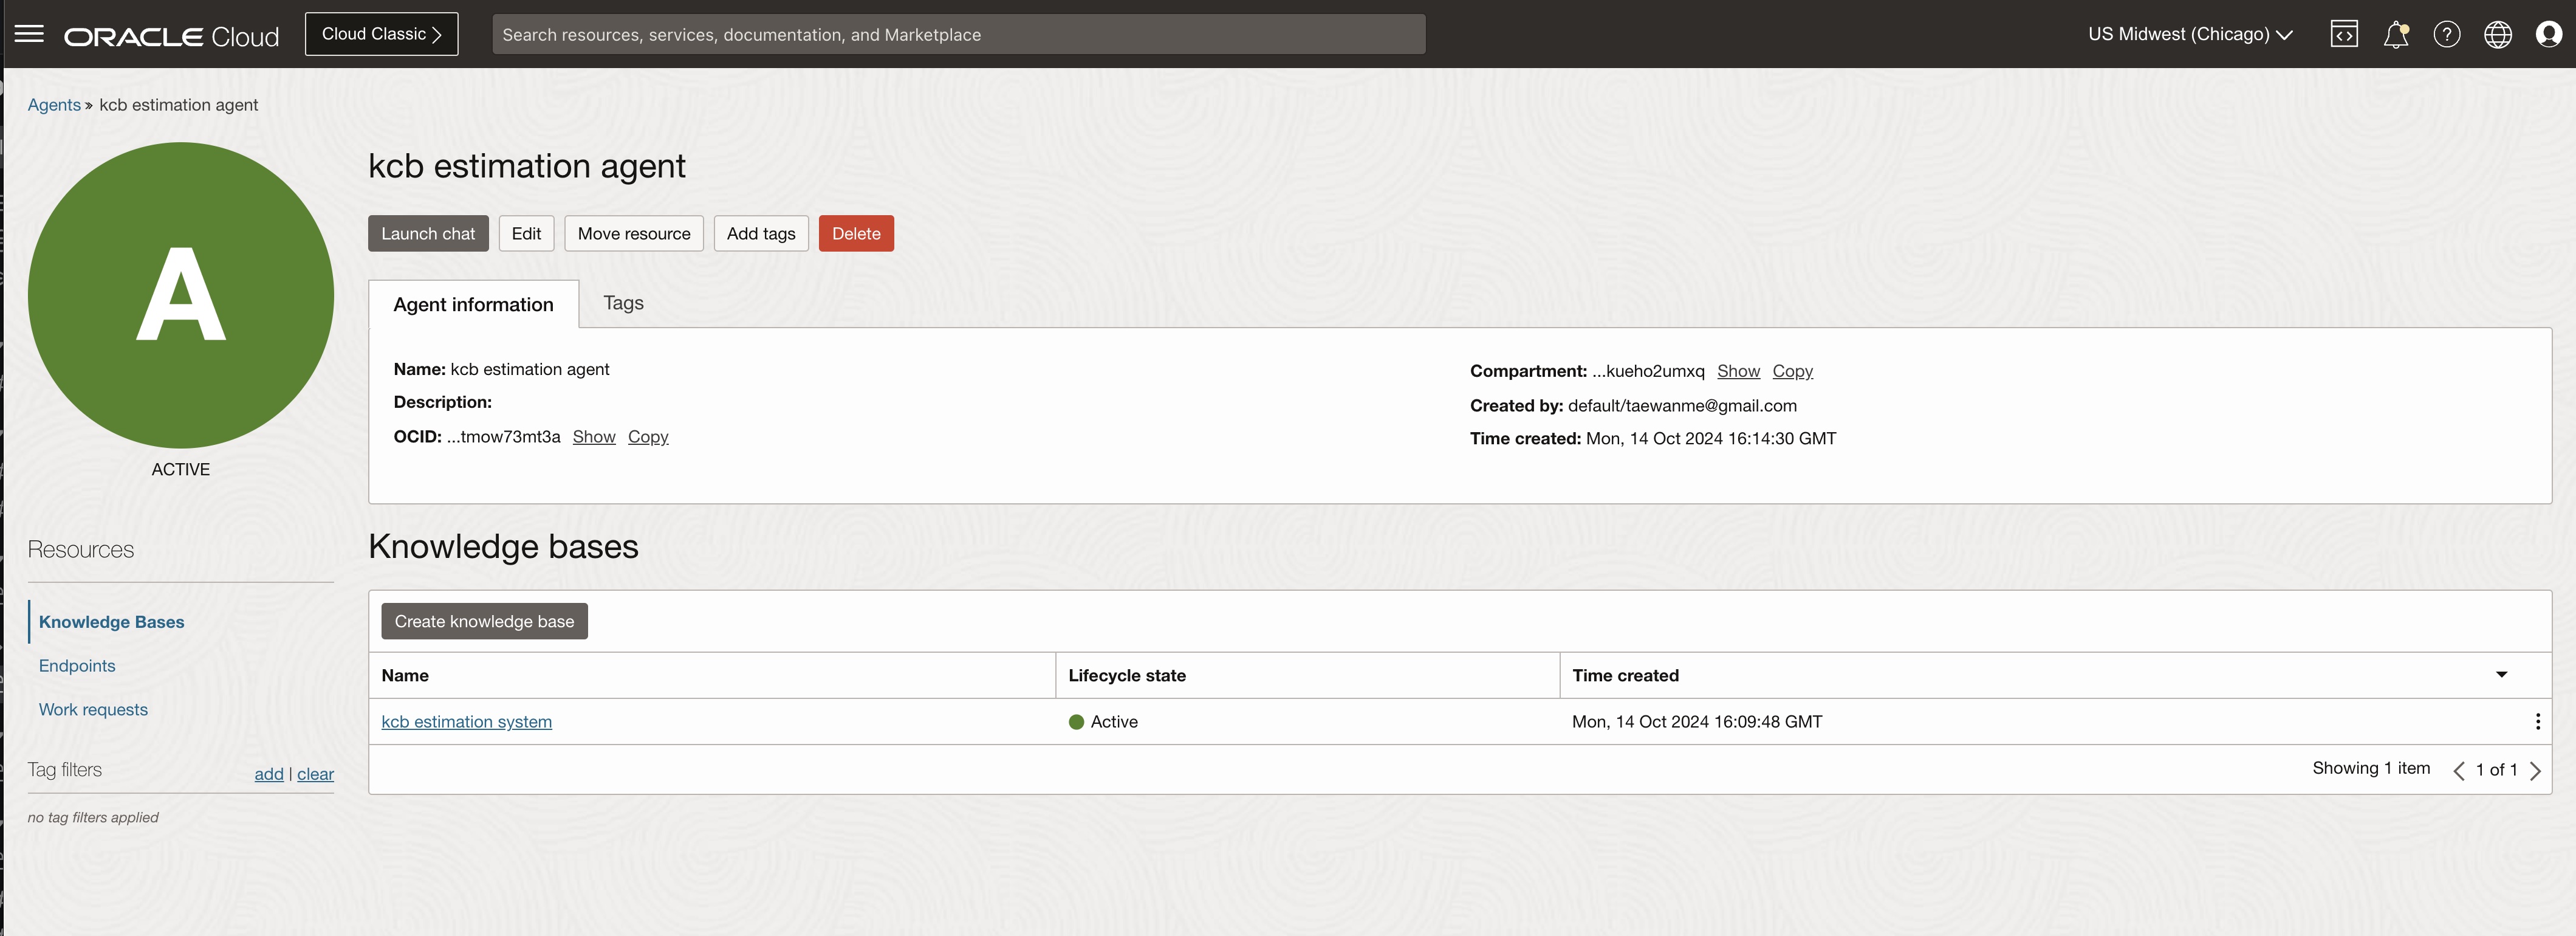 ORACLE Cloud
Cloud Classic
Search resources, services, documentation, and Marketplace
US Midwest (Chicago)
Agents » kcb estimation agent
A
ACTIVE
kcb estimation agent
Launch chat
Edit
Move resource
Add tags
Delete
Agent information
Tags
Name: kcb estimation agent
Description:
OCID: ...tmow73mt3a Show Copy
Compartment: ...kueho2umxq Show Copy
Created by: default/taewanme@gmail.com
Time created: Mon, 14 Oct 2024 16:14:30 GMT
Resources
Knowledge Bases
Endpoints
Work requests
Tag filters add | clear
no tag filters applied
Knowledge bases
Create knowledge base
Name Lifecycle state Time created
kcb estimation system Active Mon, 14 Oct 2024 16:09:48 GMT
Showing 1 item 1 of 1